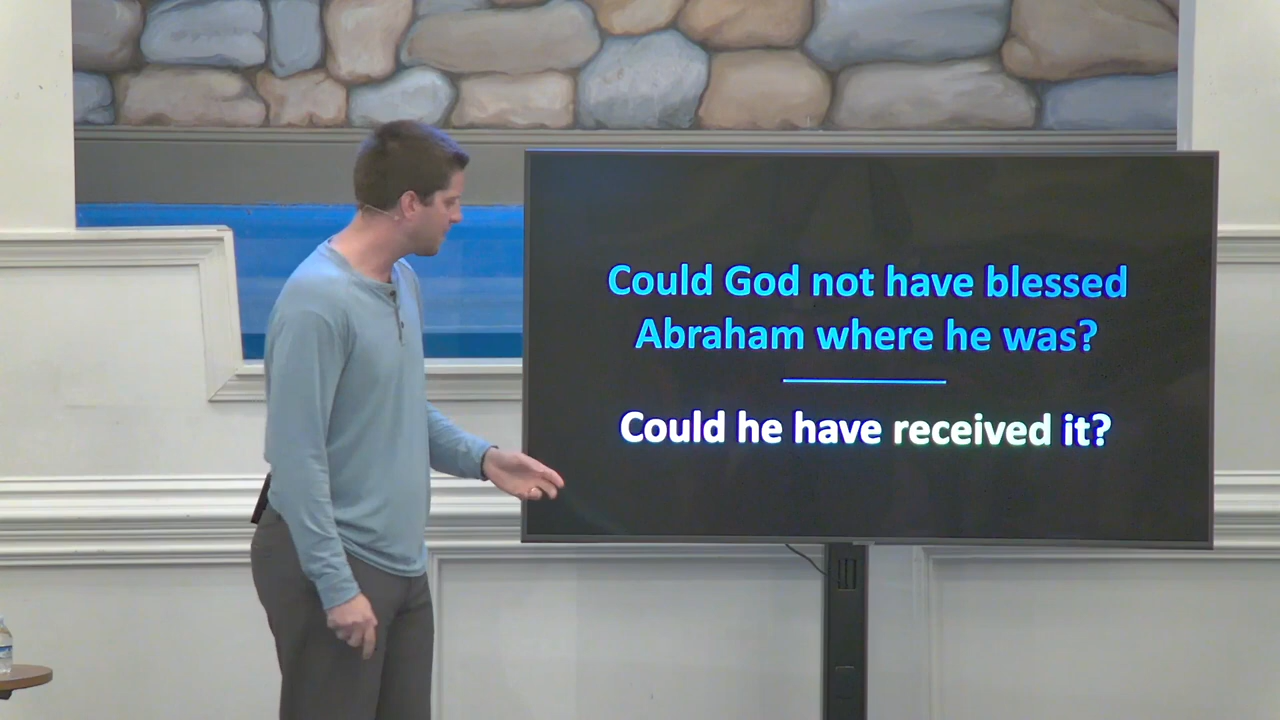 Could God not have blessed
Abraham where he was?
Could he have received it?